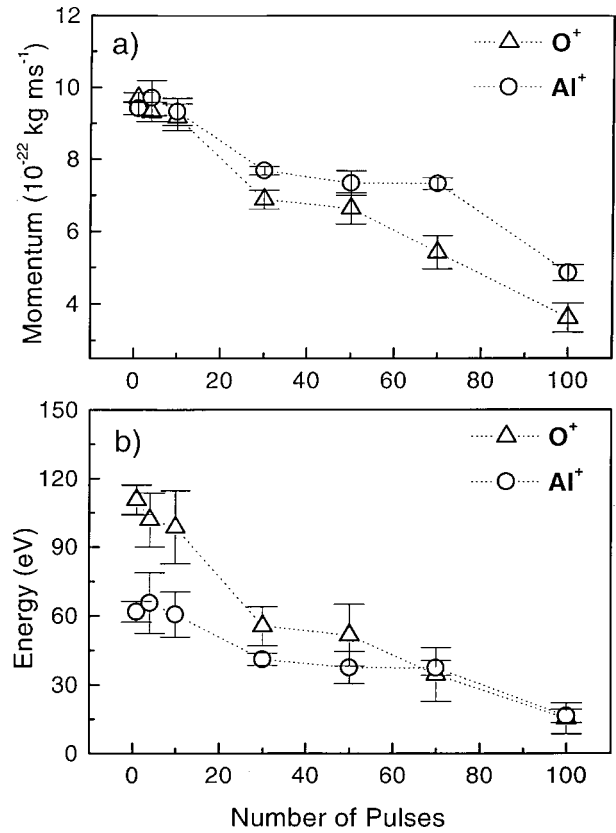 a)
O⁺
Al⁺
Momentum (10⁻²² kg ms⁻¹)
12
10
8
6
4
0 20 40 60 80 100
b)
O⁺
Al⁺
Energy (eV)
150
120
90
60
30
0
0 20 40 60 80 100
Number of Pulses